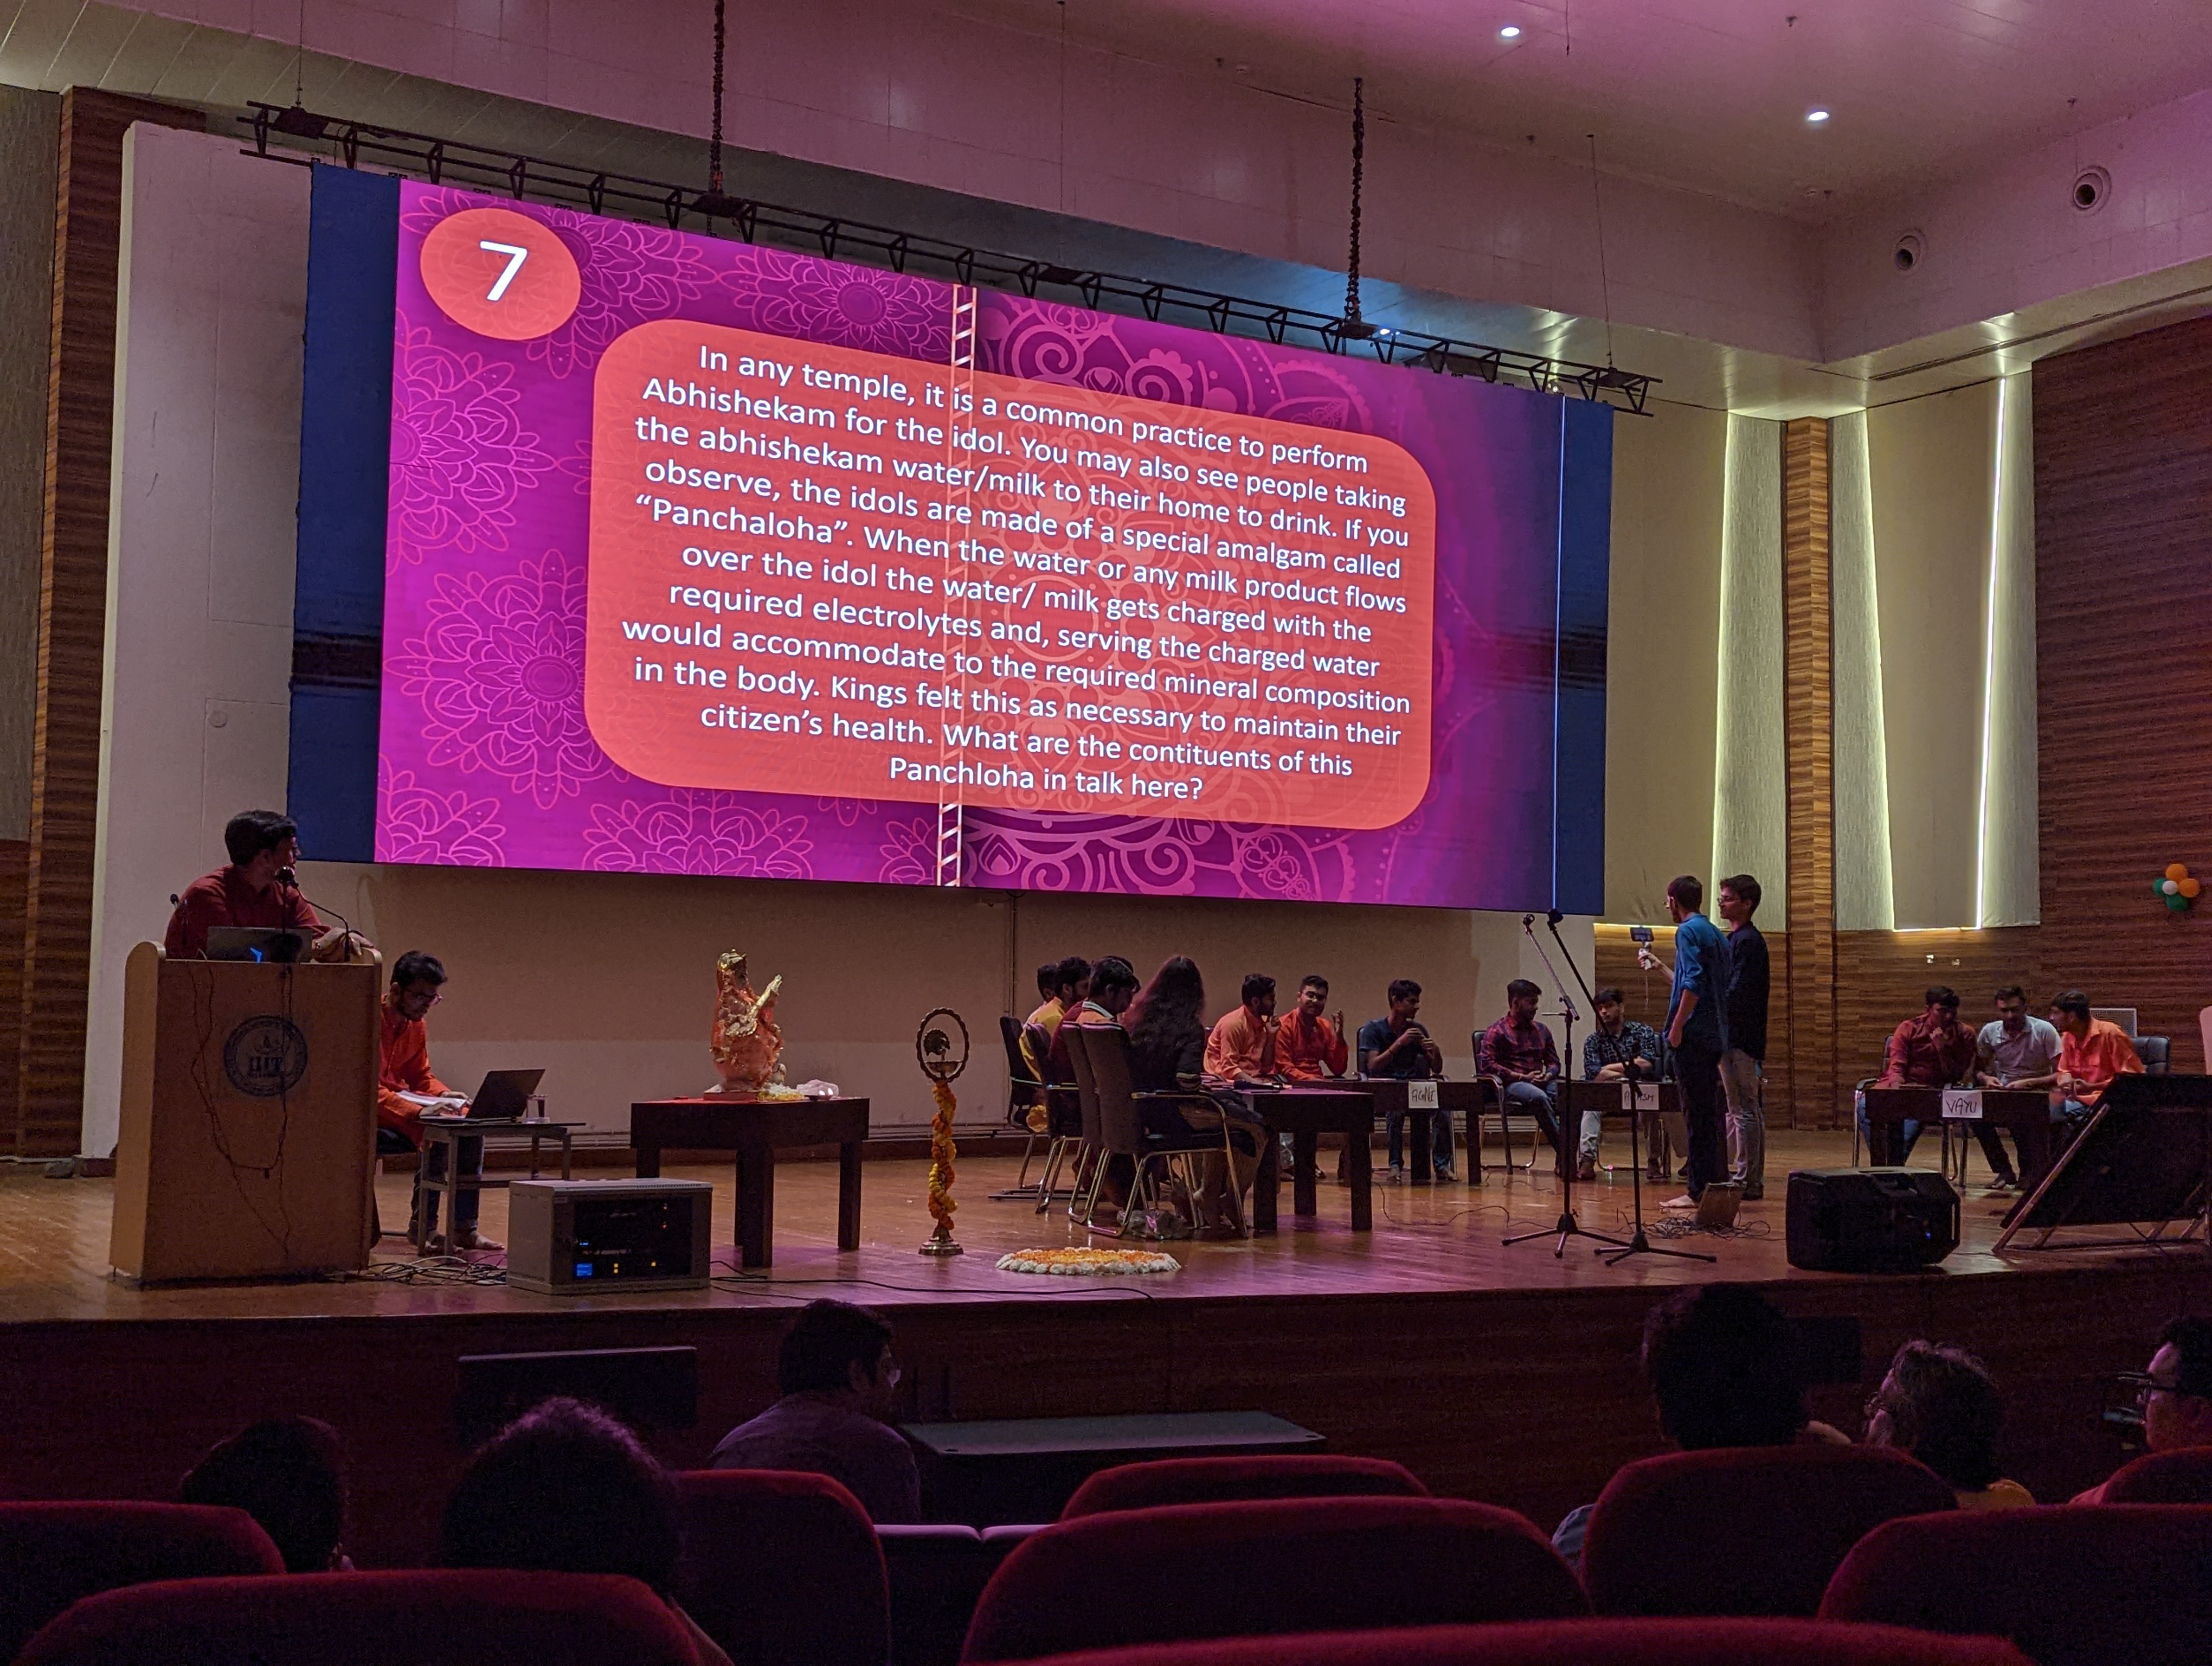 7
In any temple, it is a common practice to perform
Abhishekam for the idol. You may also see people taking
the abhishekam water/milk to their home to drink. If you
observe, the idols are made of a special amalgam called
“Panchaloha”. When the water or any milk product flows
over the idol the water/ milk gets charged with the
required electrolytes and, serving the charged water
would accommodate to the required mineral composition
in the body. Kings felt this as necessary to maintain their
citizen’s health. What are the contituents of this
Panchloha in talk here?
AGNI
VAYU